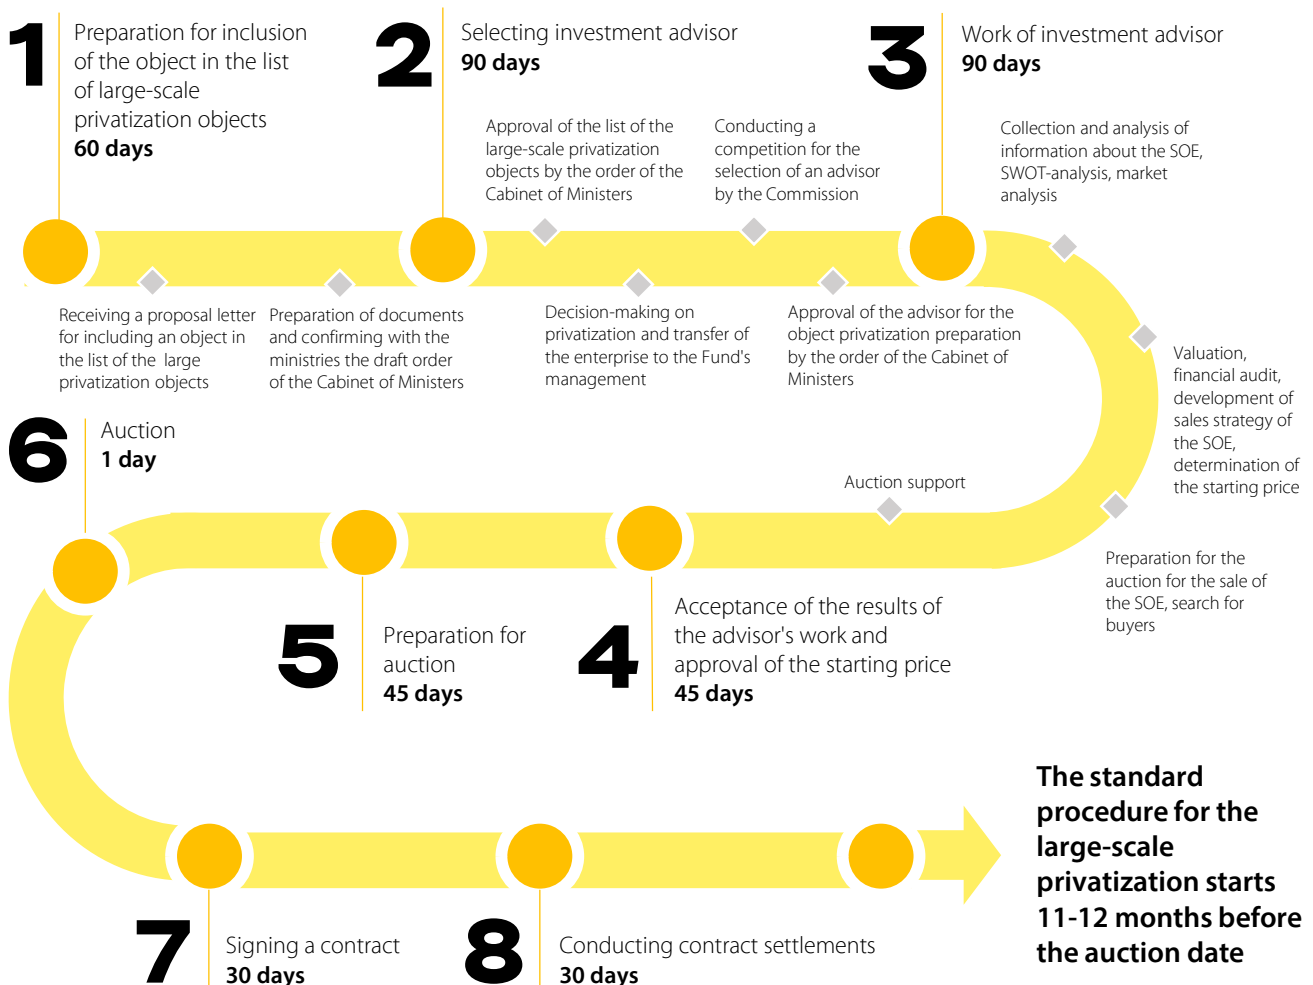 1
Preparation for inclusion
of the object in the list
of large-scale
privatization objects
60 days
2
Selecting investment advisor
90 days
3
Work of investment advisor
90 days
Approval of the list of the
large-scale privatization
objects by the order of the
Cabinet of Ministers
Conducting a
competition for the
selection of an advisor
by the Commission
Collection and analysis of
information about the SOE,
SWOT-analysis, market
analysis
Receiving a proposal letter
for including an object in
the list of the large
privatization objects
Preparation of documents
and confirming with the
ministries the draft order
of the Cabinet of Ministers
Decision-making on
privatization and transfer of
the enterprise to the Fund's
management
Approval of the advisor for the
object privatization preparation
by the order of the Cabinet of
Ministers
Valuation,
financial audit,
development of
sales strategy of
the SOE,
determination of
the starting price
Preparation for the
auction for the sale of
the SOE, search for
buyers
Auction support
4
Acceptance of the results of
the advisor's work and
approval of the starting price
45 days
5
Preparation for
auction
45 days
6
Auction
1 day
7
Signing a contract
30 days
8
Conducting contract settlements
30 days
The standard
procedure for the
large-scale
privatization starts
11-12 months before
the auction date